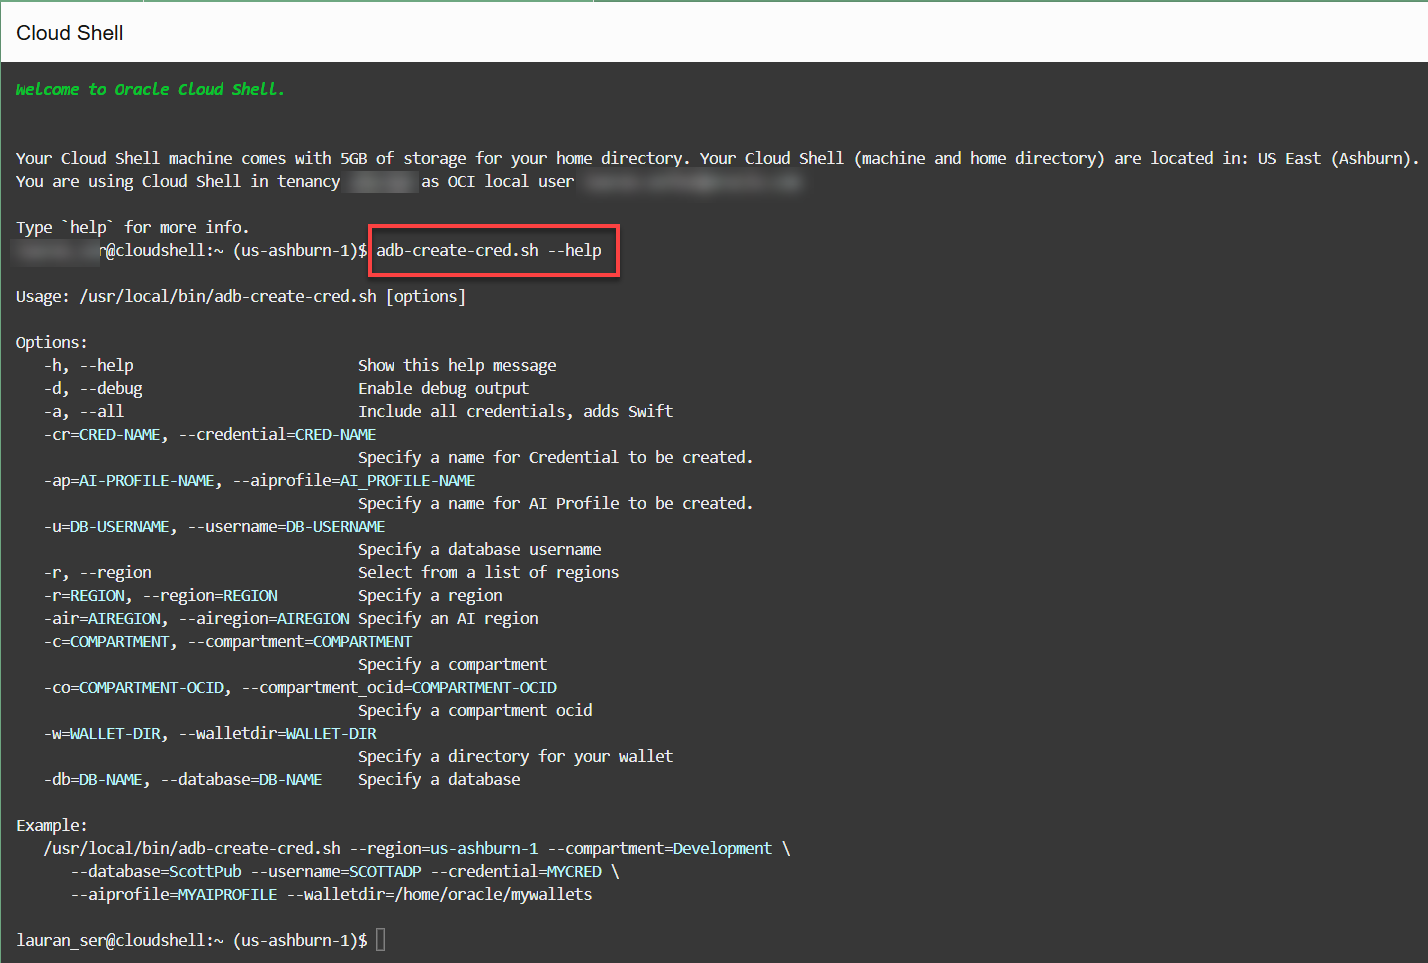 Cloud Shell
Welcome to Oracle Cloud Shell.
Your Cloud Shell machine comes with 5GB of storage for your home directory. Your Cloud Shell (machine and home directory) are located in: US East (Ashburn).
You are using Cloud Shell in tenancy as OCI local user
Type `help` for more info.
r@cloudshell:~ (us-ashburn-1)$ adb-create-cred.sh --help
Usage: /usr/local/bin/adb-create-cred.sh [options]
Options:
-h, --help Show this help message
-d, --debug Enable debug output
-a, --all Include all credentials, adds Swift
-cr=CRED-NAME, --credential=CRED-NAME
Specify a name for Credential to be created.
-ap=AI-PROFILE-NAME, --aiprofile=AI_PROFILE-NAME
Specify a name for AI Profile to be created.
-u=DB-USERNAME, --username=DB-USERNAME
Specify a database username
-r, --region Select from a list of regions
-r=REGION, --region=REGION Specify a region
-air=AIREGION, --airegion=AIREGION Specify an AI region
-c=COMPARTMENT, --compartment=COMPARTMENT
Specify a compartment
-co=COMPARTMENT-OCID, --compartment_ocid=COMPARTMENT-OCID
Specify a compartment ocid
-w=WALLET-DIR, --walletdir=WALLET-DIR
Specify a directory for your wallet
-db=DB-NAME, --database=DB-NAME Specify a database
Example:
/usr/local/bin/adb-create-cred.sh --region=us-ashburn-1 --compartment=Development \
--database=ScottPub --username=SCOTTADP --credential=MYCRED \
--aiprofile=MYAIPROFILE --walletdir=/home/oracle/mywallets
lauran_ser@cloudshell:~ (us-ashburn-1)$